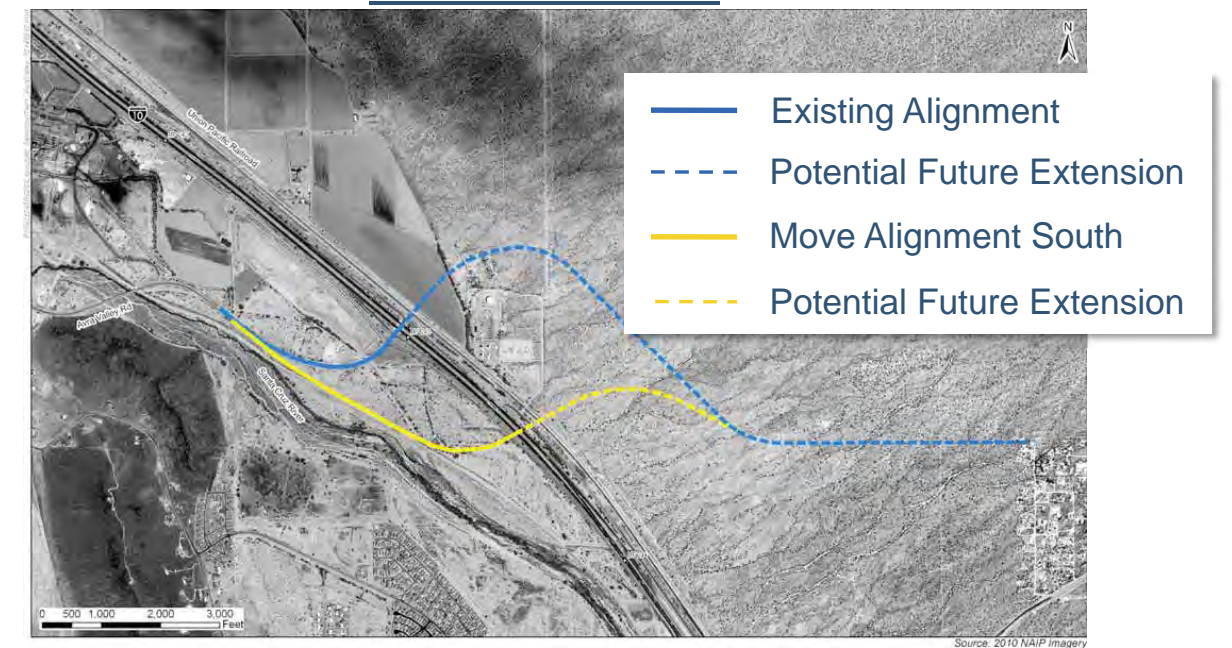 N
Existing Alignment
Potential Future Extension
Move Alignment South
Potential Future Extension
10
Union Pacific Railroad
Avra Valley Rd
Santa Cruz River
0 500 1,000 2,000 3,000
Feet
Source: 2010 NAIP Imagery